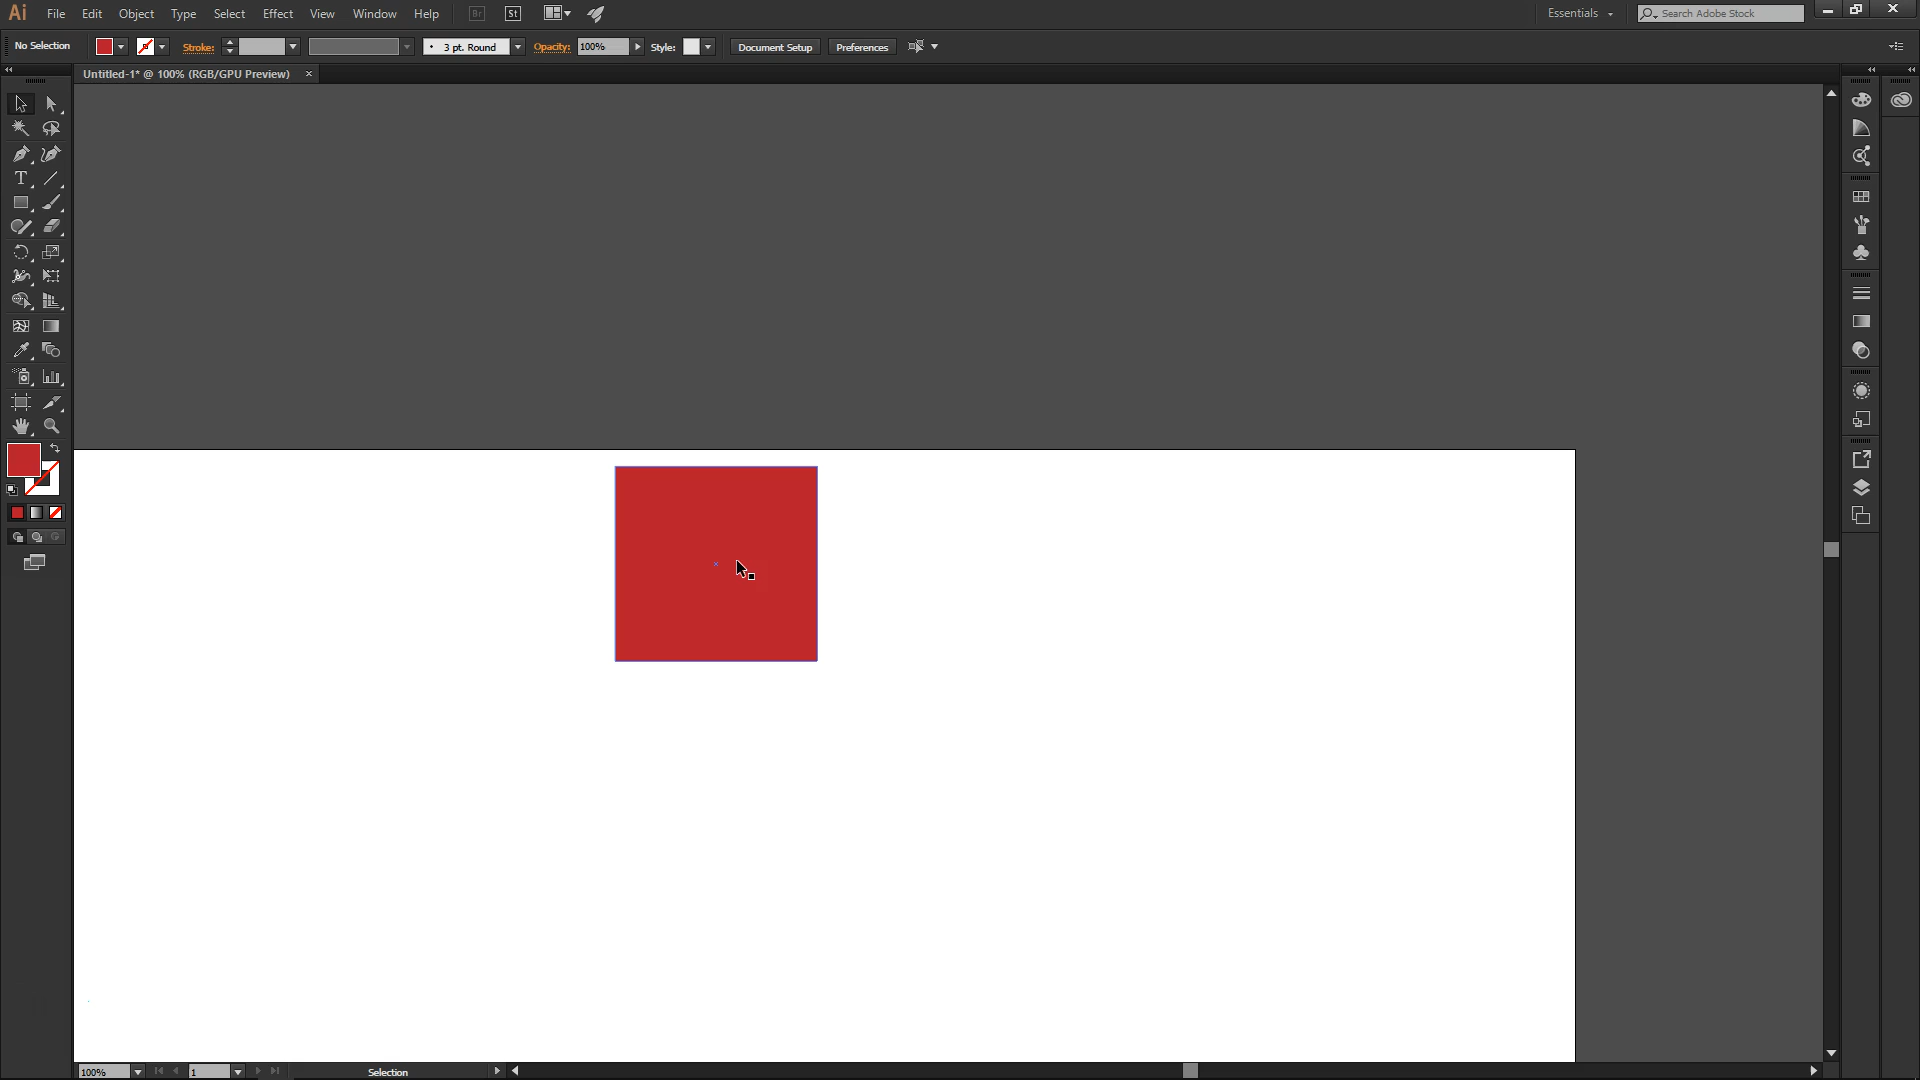 Ai File Edit Object Type Select Effect View Window Help Br St Essentials Search Adobe Stock
No Selection Stroke: 3 pt. Round Opacity: 100% Style: Document Setup Preferences
Untitled-1* @ 100% (RGB/GPU Preview)
T
100% 1 Selection